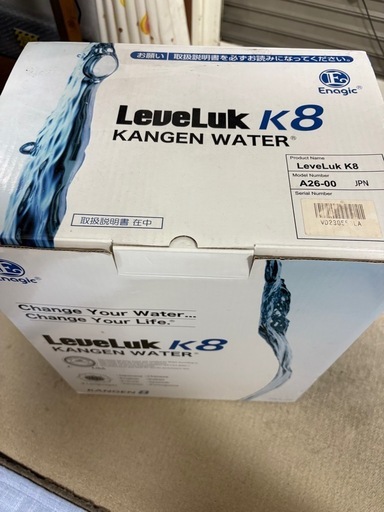 お願い 取扱説明書を必ずお読みになってください。
E
Enagic®
LeveLuk K8
KANGEN WATER®
Product Name
LeveLuk K8
Model Number
A26-00 JPN
Serial Number
取扱説明書 在中
Enagic®
Change Your Water...
Change Your Life.®
LeveLuk K8
KANGEN WATER®
KANGEN 8